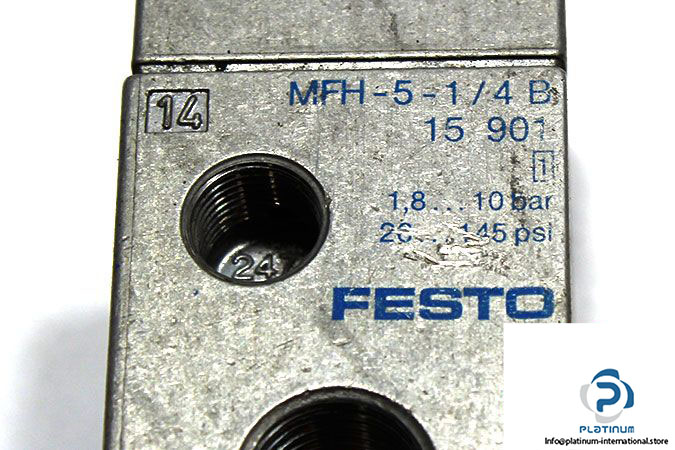 14
MFH-5-1/4 B
15 901
1
1,8...10 bar
145 psi
24
FESTO
PLATINUM
Info@platinum-international.store